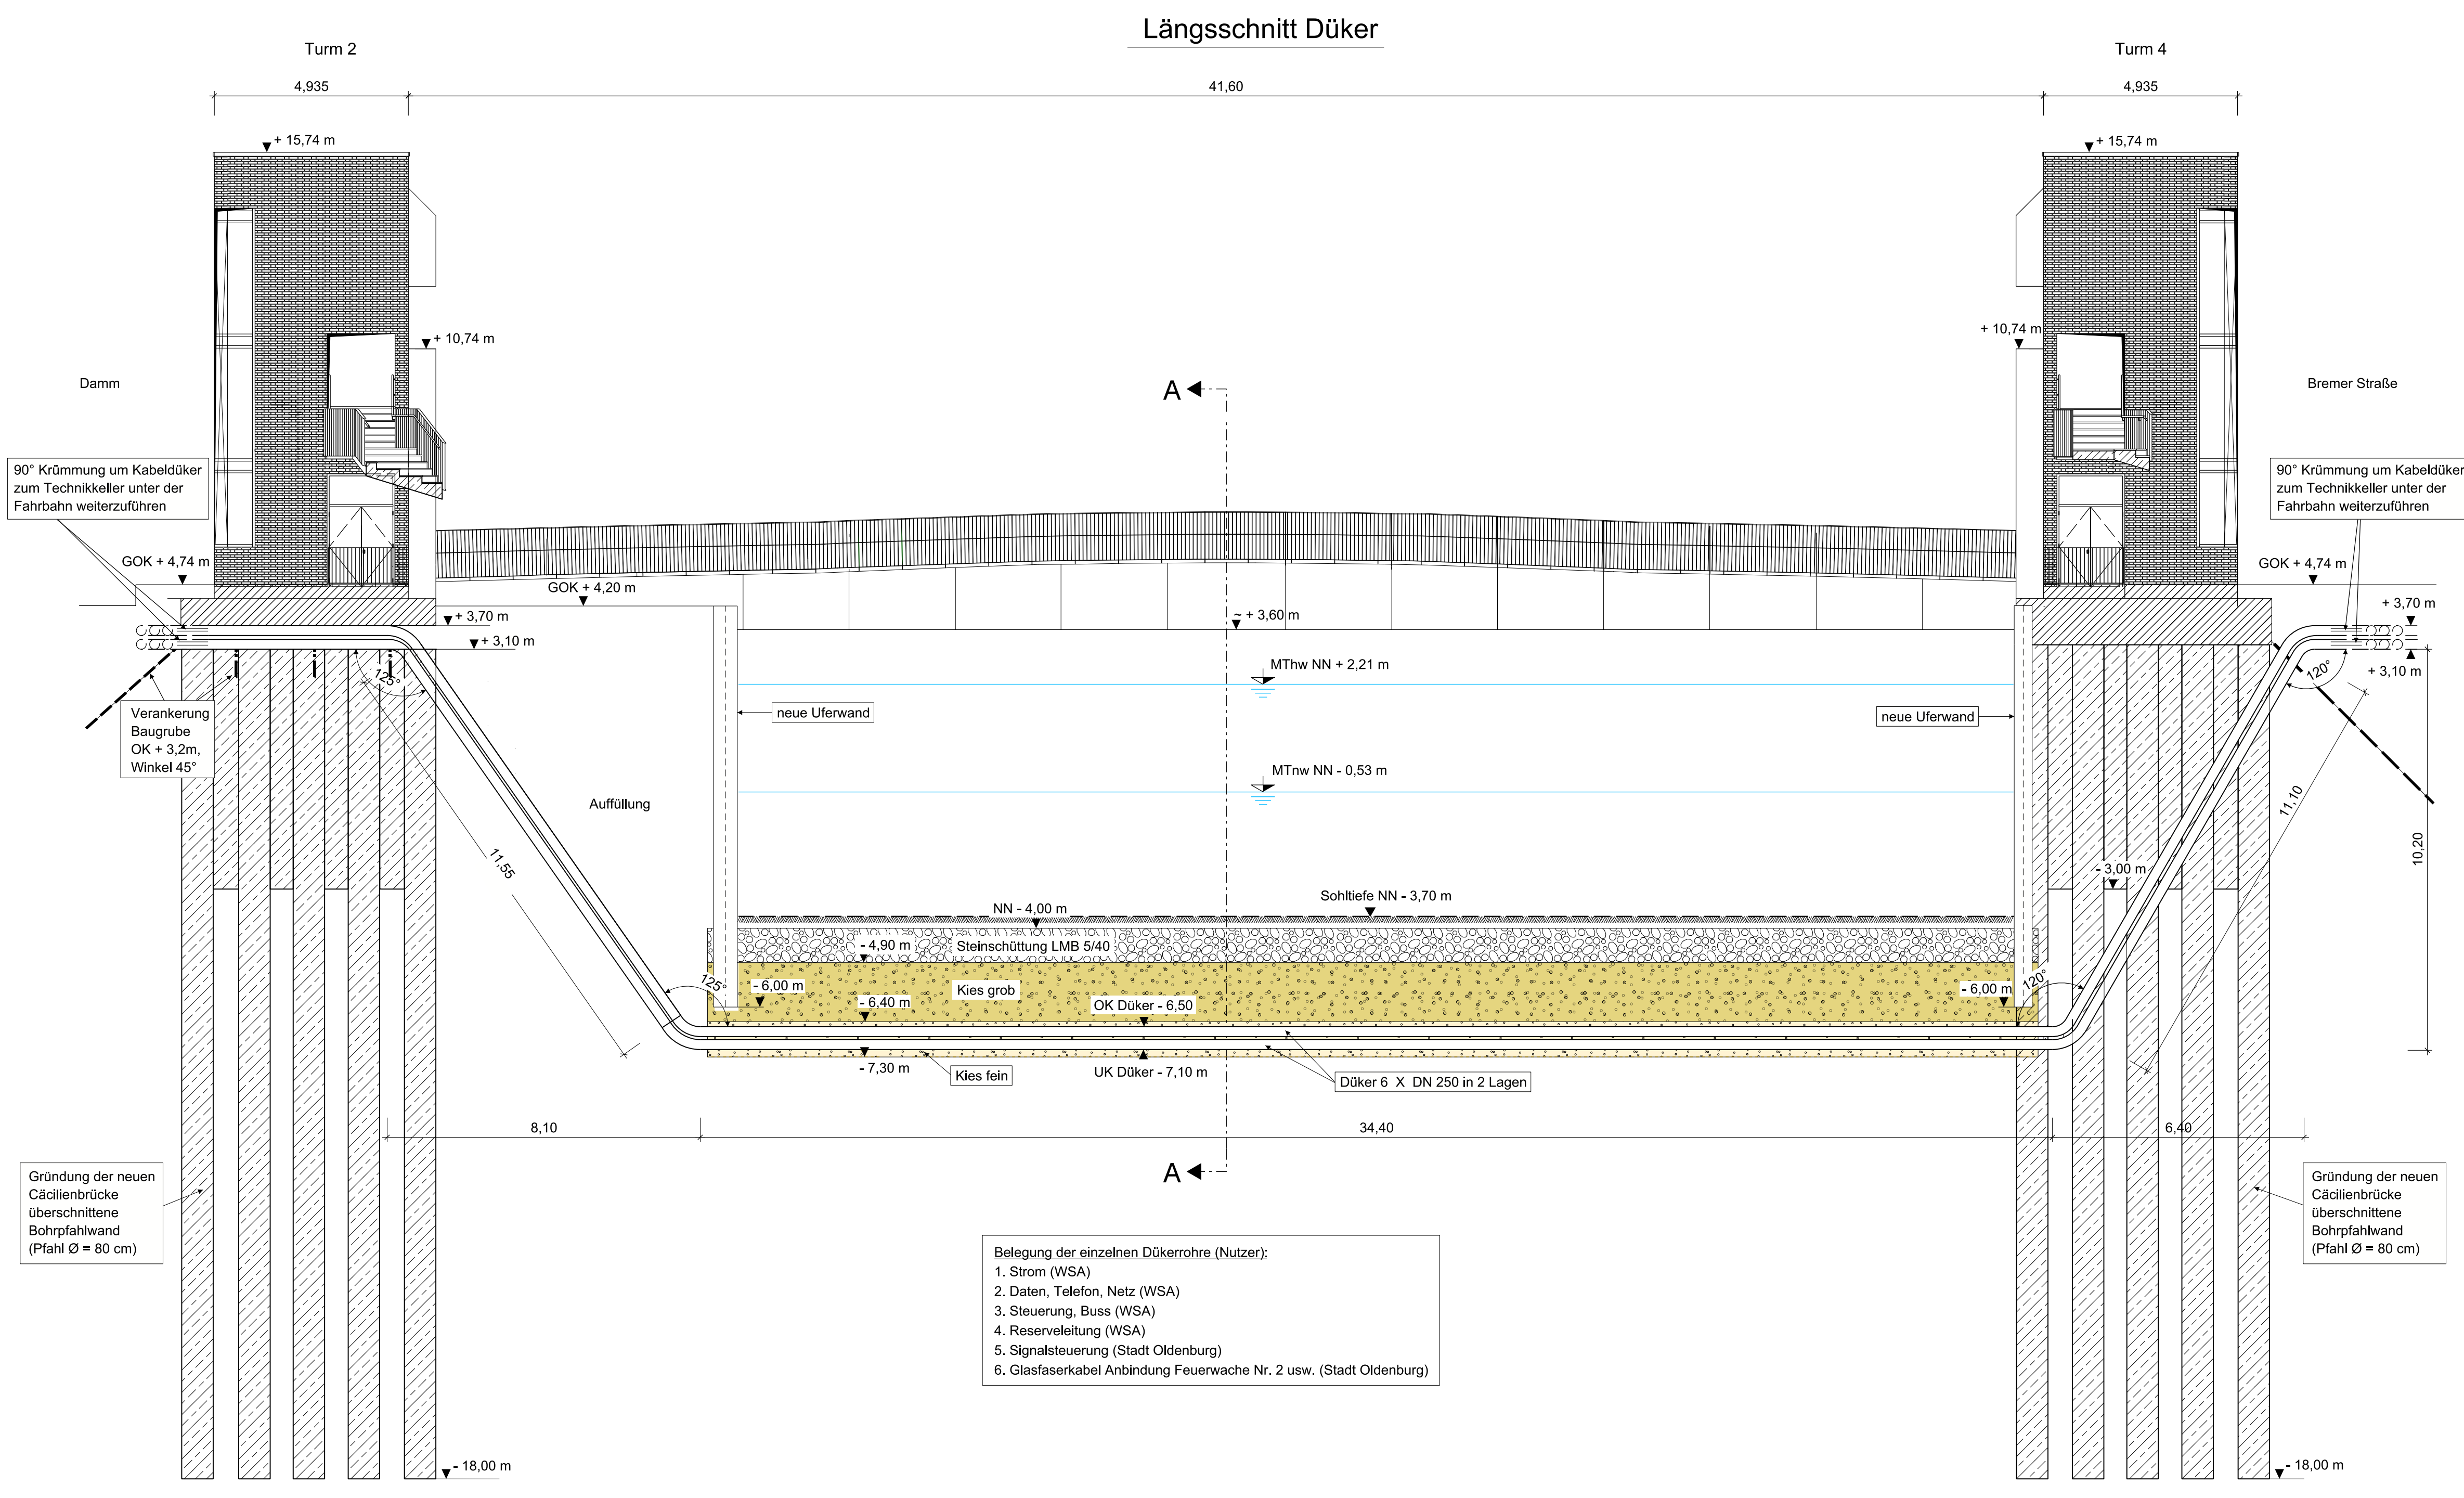 Längsschnitt Düker
Turm 2
Turm 4
4,935
41,60
4,935
+ 15,74 m
+ 15,74 m
+ 10,74 m
+ 10,74 m
Damm
A
Bremer Straße
90° Krümmung um Kabeldüker
zum Technikkeller unter der
Fahrbahn weiterzuführen
90° Krümmung um Kabeldüker
zum Technikkeller unter der
Fahrbahn weiterzuführen
GOK + 4,74 m
GOK + 4,20 m
GOK + 4,74 m
+ 3,70 m
+ 3,10 m
~ + 3,60 m
+ 3,70 m
+ 3,10 m
MThw NN + 2,21 m
125°
120°
Verankerung
Baugrube
OK + 3,2m,
Winkel 45°
neue Uferwand
neue Uferwand
MTnw NN - 0,53 m
Auffüllung
11,55
11,10
10,20
- 3,00 m
NN - 4,00 m
Sohltiefe NN - 3,70 m
- 4,90 m
Steinschüttung LMB 5/40
125°
- 6,00 m
Kies grob
- 6,40 m
OK Düker - 6,50
- 6,00 m
120°
- 7,30 m
Kies fein
UK Düker - 7,10 m
Düker 6 X DN 250 in 2 Lagen
8,10
34,40
6,40
A
Gründung der neuen
Cäcilienbrücke
überschnittene
Bohrpfahlwand
(Pfahl Ø = 80 cm)
Gründung der neuen
Cäcilienbrücke
überschnittene
Bohrpfahlwand
(Pfahl Ø = 80 cm)
Belegung der einzelnen Dükerrohre (Nutzer):
1. Strom (WSA)
2. Daten, Telefon, Netz (WSA)
3. Steuerung, Buss (WSA)
4. Reserveleitung (WSA)
5. Signalsteuerung (Stadt Oldenburg)
6. Glasfaserkabel Anbindung Feuerwache Nr. 2 usw. (Stadt Oldenburg)
- 18,00 m
- 18,00 m